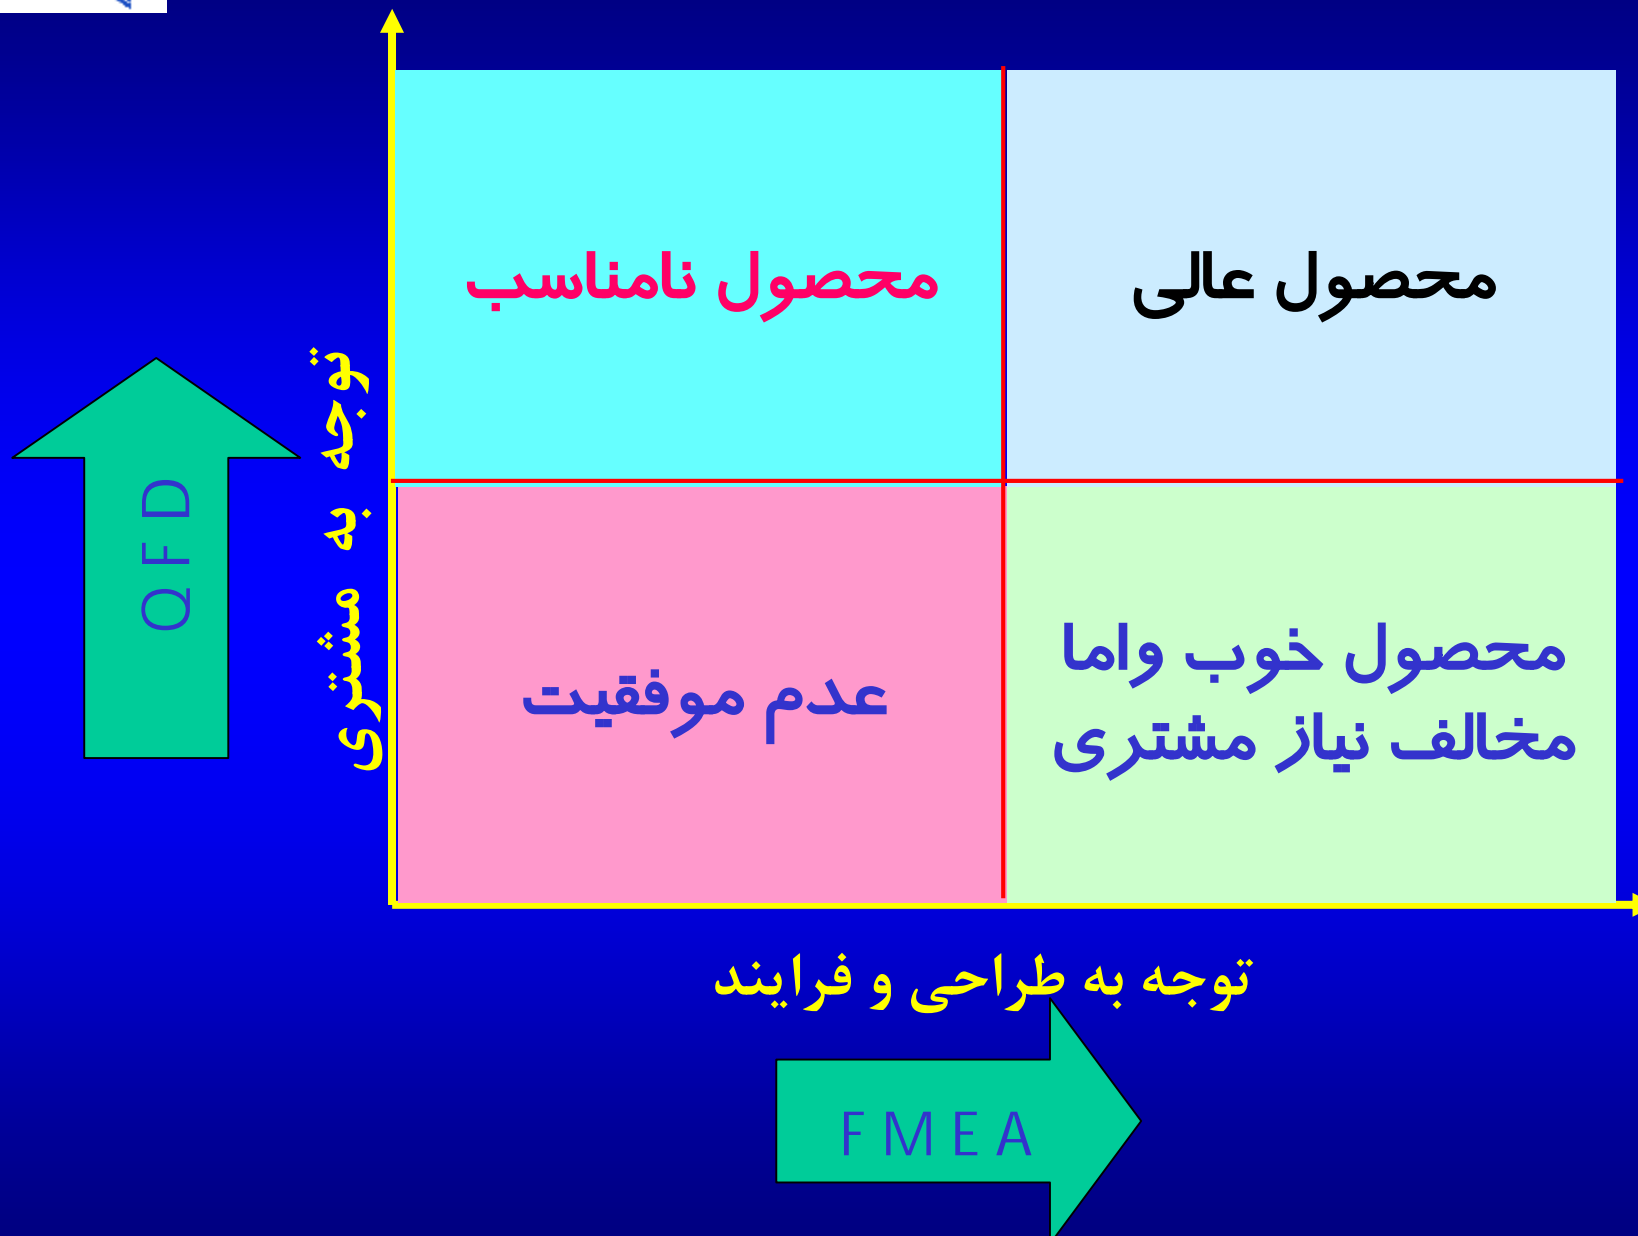 محصول عالی
محصول نامناسب
محصول خوب واما
مخالف نیاز مشتری
عدم موفقیت
توجه به مشتری
QFD
توجه به طراحی و فرایند
FMEA